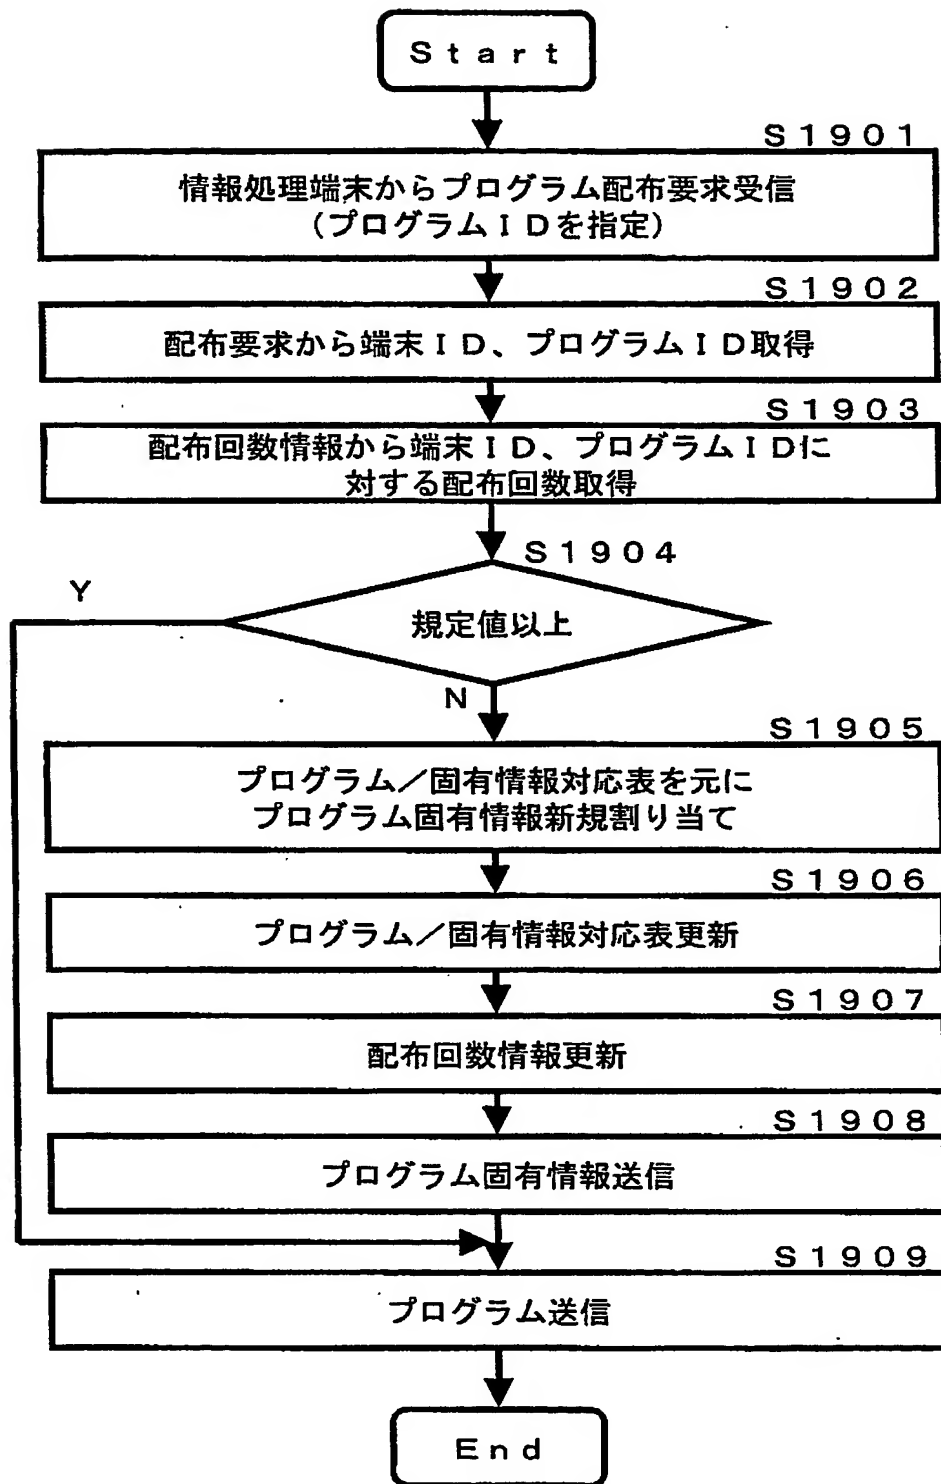 Start
S1901
情報処理端末からプログラム配布要求受信
(プログラムIDを指定)
S1902
配布要求から端末ID、プログラムID取得
S1903
配布回数情報から端末ID、プログラムIDに
対する配布回数取得
S1904
Y
規定値以上
N
S1905
プログラム/固有情報対応表を元に
プログラム固有情報新規割り当て
S1906
プログラム/固有情報対応表更新
S1907
配布回数情報更新
S1908
プログラム固有情報送信
S1909
プログラム送信
End